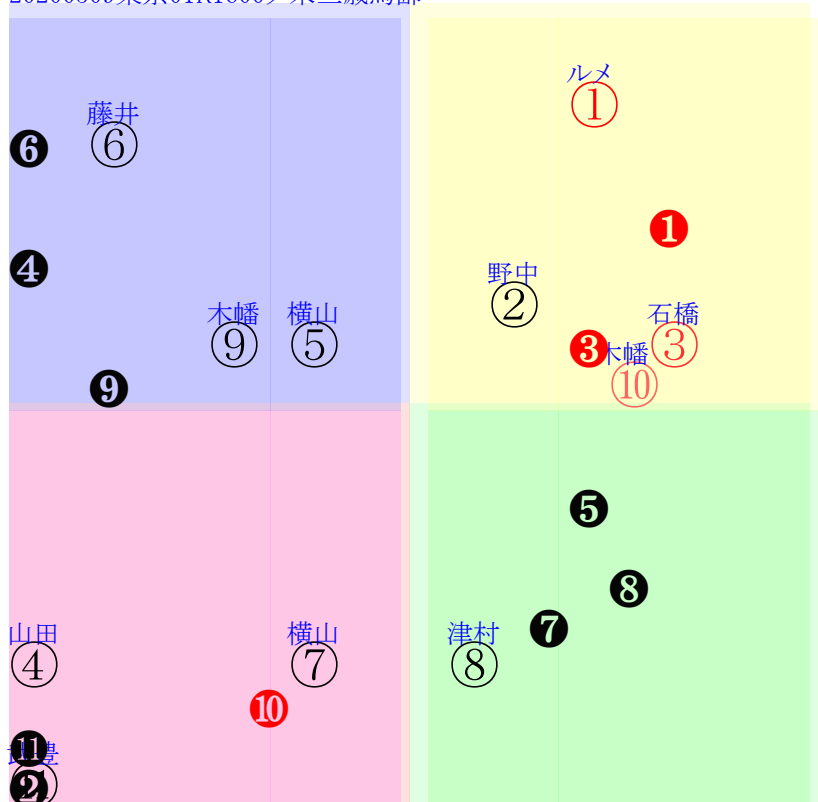 ルメ
①
藤井
⑥
❻
❶
❹
野中
②
木幡
⑨
横山
⑤
石橋
③
❸
木幡
⑩
❾
❺
❽
❼
山田
④
横山
⑦
津村
⑧
❿
⓫
豊
❷